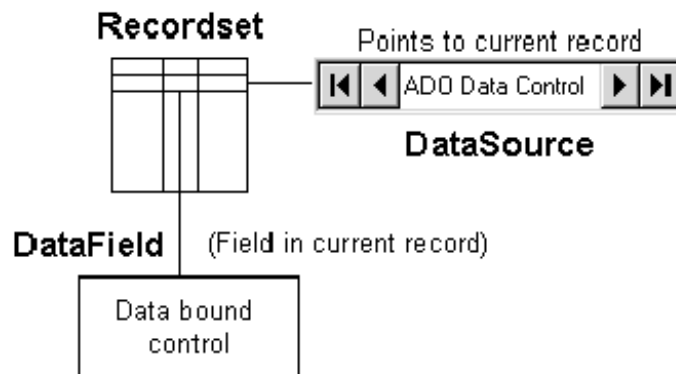 Recordset
Points to current record
ADO Data Control
DataSource
DataField (Field in current record)
Data bound
control